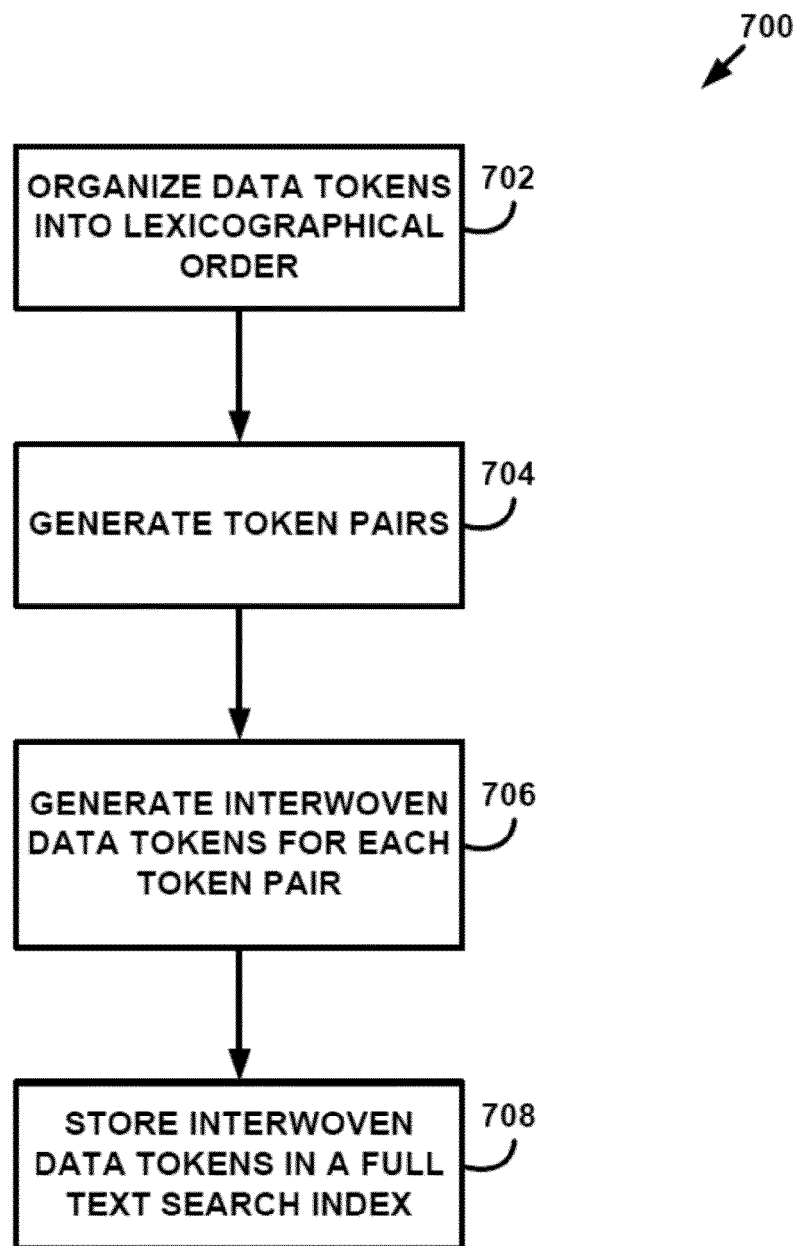 700
ORGANIZE DATA TOKENS
INTO LEXICOGRAPHICAL
ORDER
702
GENERATE TOKEN PAIRS
704
GENERATE INTERWOVEN
DATA TOKENS FOR EACH
TOKEN PAIR
706
STORE INTERWOVEN
DATA TOKENS IN A FULL
TEXT SEARCH INDEX
708